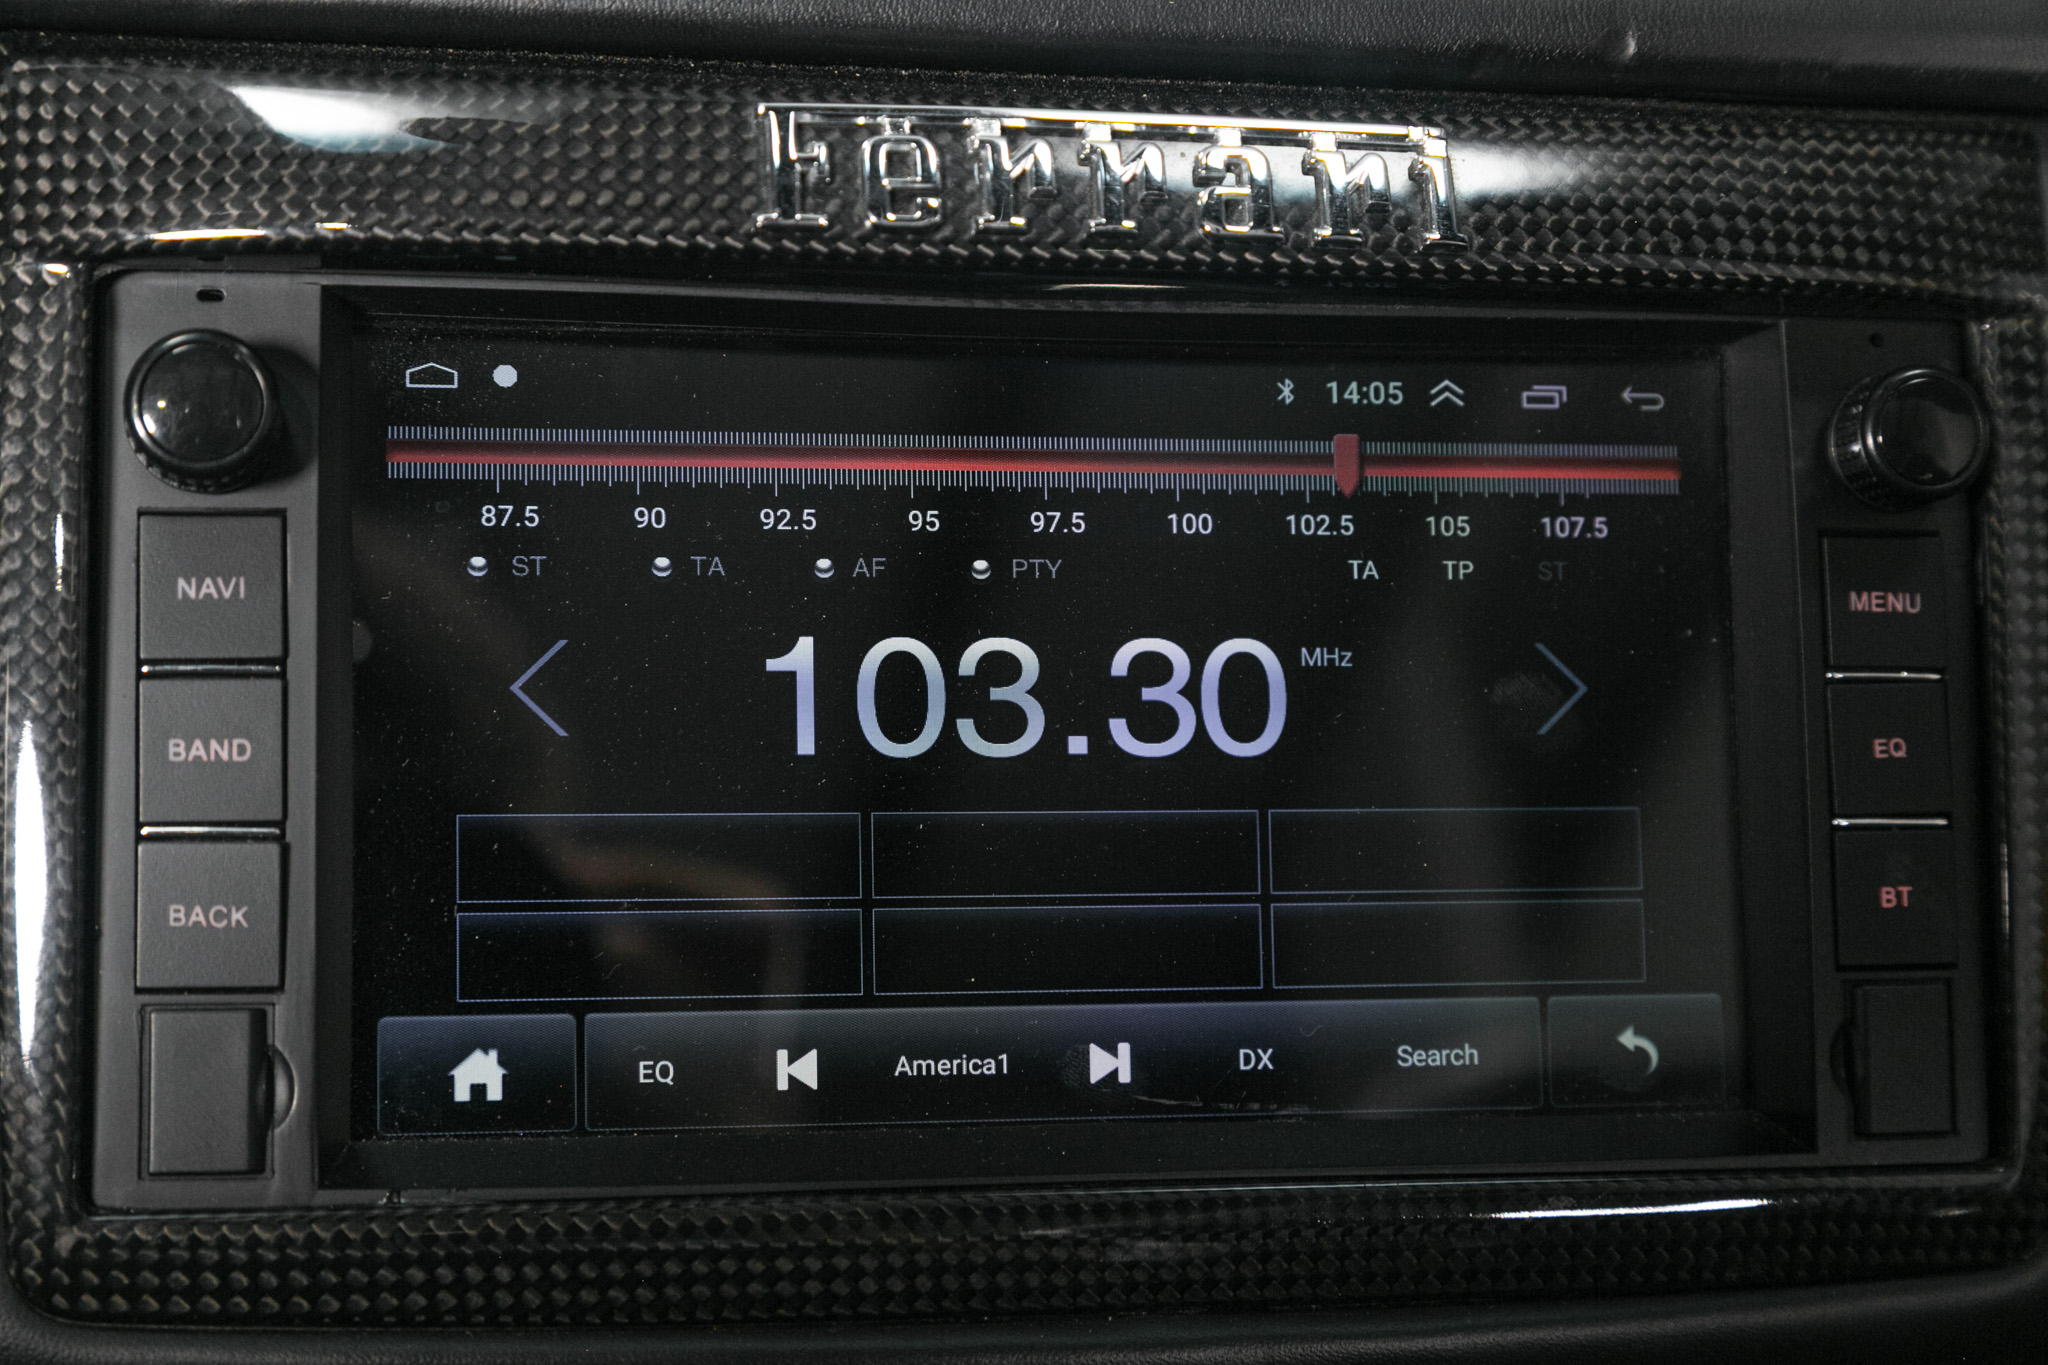 Ferrari
14:05
87.5 90 92.5 95 97.5 100 102.5 105 107.5
ST TA AF PTY TA TP ST
103.30 MHz
EQ America1 DX Search
NAVI
BAND
BACK
MENU
EQ
BT